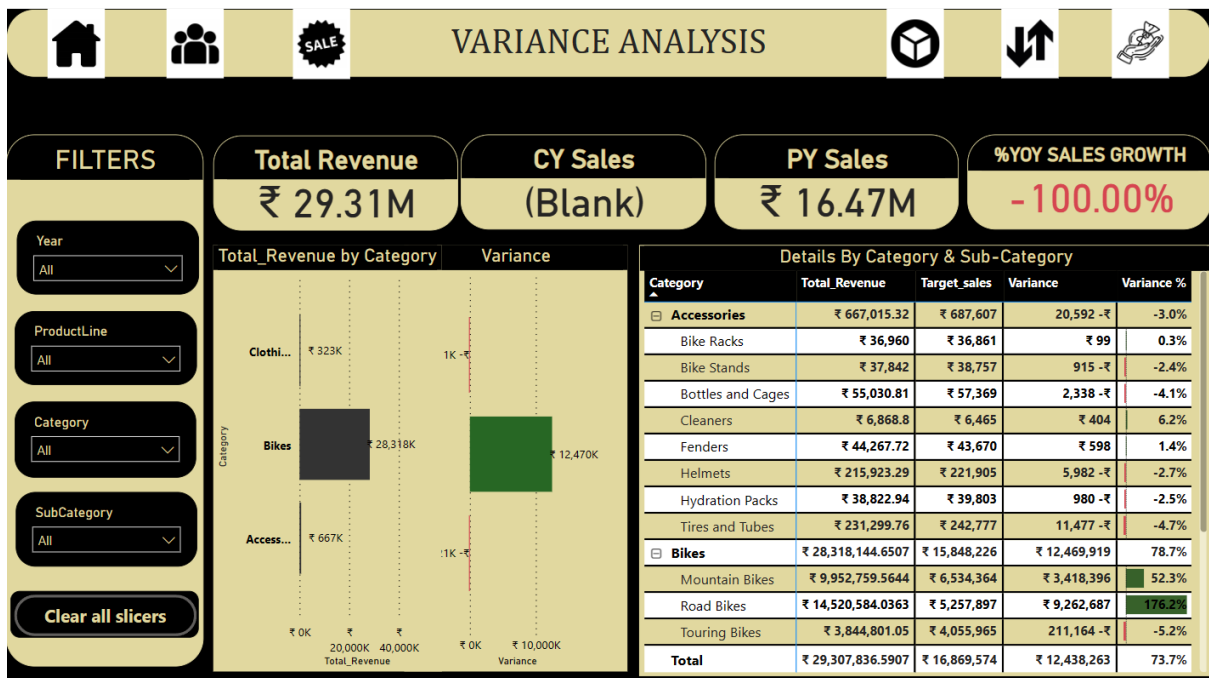 SALE
VARIANCE ANALYSIS
FILTERS
Total Revenue
₹ 29.31M
CY Sales
(Blank)
PY Sales
₹ 16.47M
%YOY SALES GROWTH
-100.00%
Year
All
ProductLine
All
Category
All
SubCategory
All
Clear all slicers
Total_Revenue by Category
Variance
Category
Clothi...
₹ 323K
Bikes
₹ 28,318K
Access...
₹ 667K
₹ 0K
₹
20,000K
₹
40,000K
Total_Revenue
1K -₹
₹ 12,470K
:1K -₹
₹ 0K
₹ 10,000K
Variance
Details By Category & Sub-Category
Category Total_Revenue Target_sales Variance Variance %
Accessories ₹ 667,015.32 ₹ 687,607 20,592 -₹ -3.0%
Bike Racks ₹ 36,960 ₹ 36,861 ₹ 99 0.3%
Bike Stands ₹ 37,842 ₹ 38,757 915 -₹ -2.4%
Bottles and Cages ₹ 55,030.81 ₹ 57,369 2,338 -₹ -4.1%
Cleaners ₹ 6,868.8 ₹ 6,465 ₹ 404 6.2%
Fenders ₹ 44,267.72 ₹ 43,670 ₹ 598 1.4%
Helmets ₹ 215,923.29 ₹ 221,905 5,982 -₹ -2.7%
Hydration Packs ₹ 38,822.94 ₹ 39,803 980 -₹ -2.5%
Tires and Tubes ₹ 231,299.76 ₹ 242,777 11,477 -₹ -4.7%
Bikes ₹ 28,318,144.6507 ₹ 15,848,226 ₹ 12,469,919 78.7%
Mountain Bikes ₹ 9,952,759.5644 ₹ 6,534,364 ₹ 3,418,396 52.3%
Road Bikes ₹ 14,520,584.0363 ₹ 5,257,897 ₹ 9,262,687 176.2%
Touring Bikes ₹ 3,844,801.05 ₹ 4,055,965 211,164 -₹ -5.2%
Total ₹ 29,307,836.5907 ₹ 16,869,574 ₹ 12,438,263 73.7%